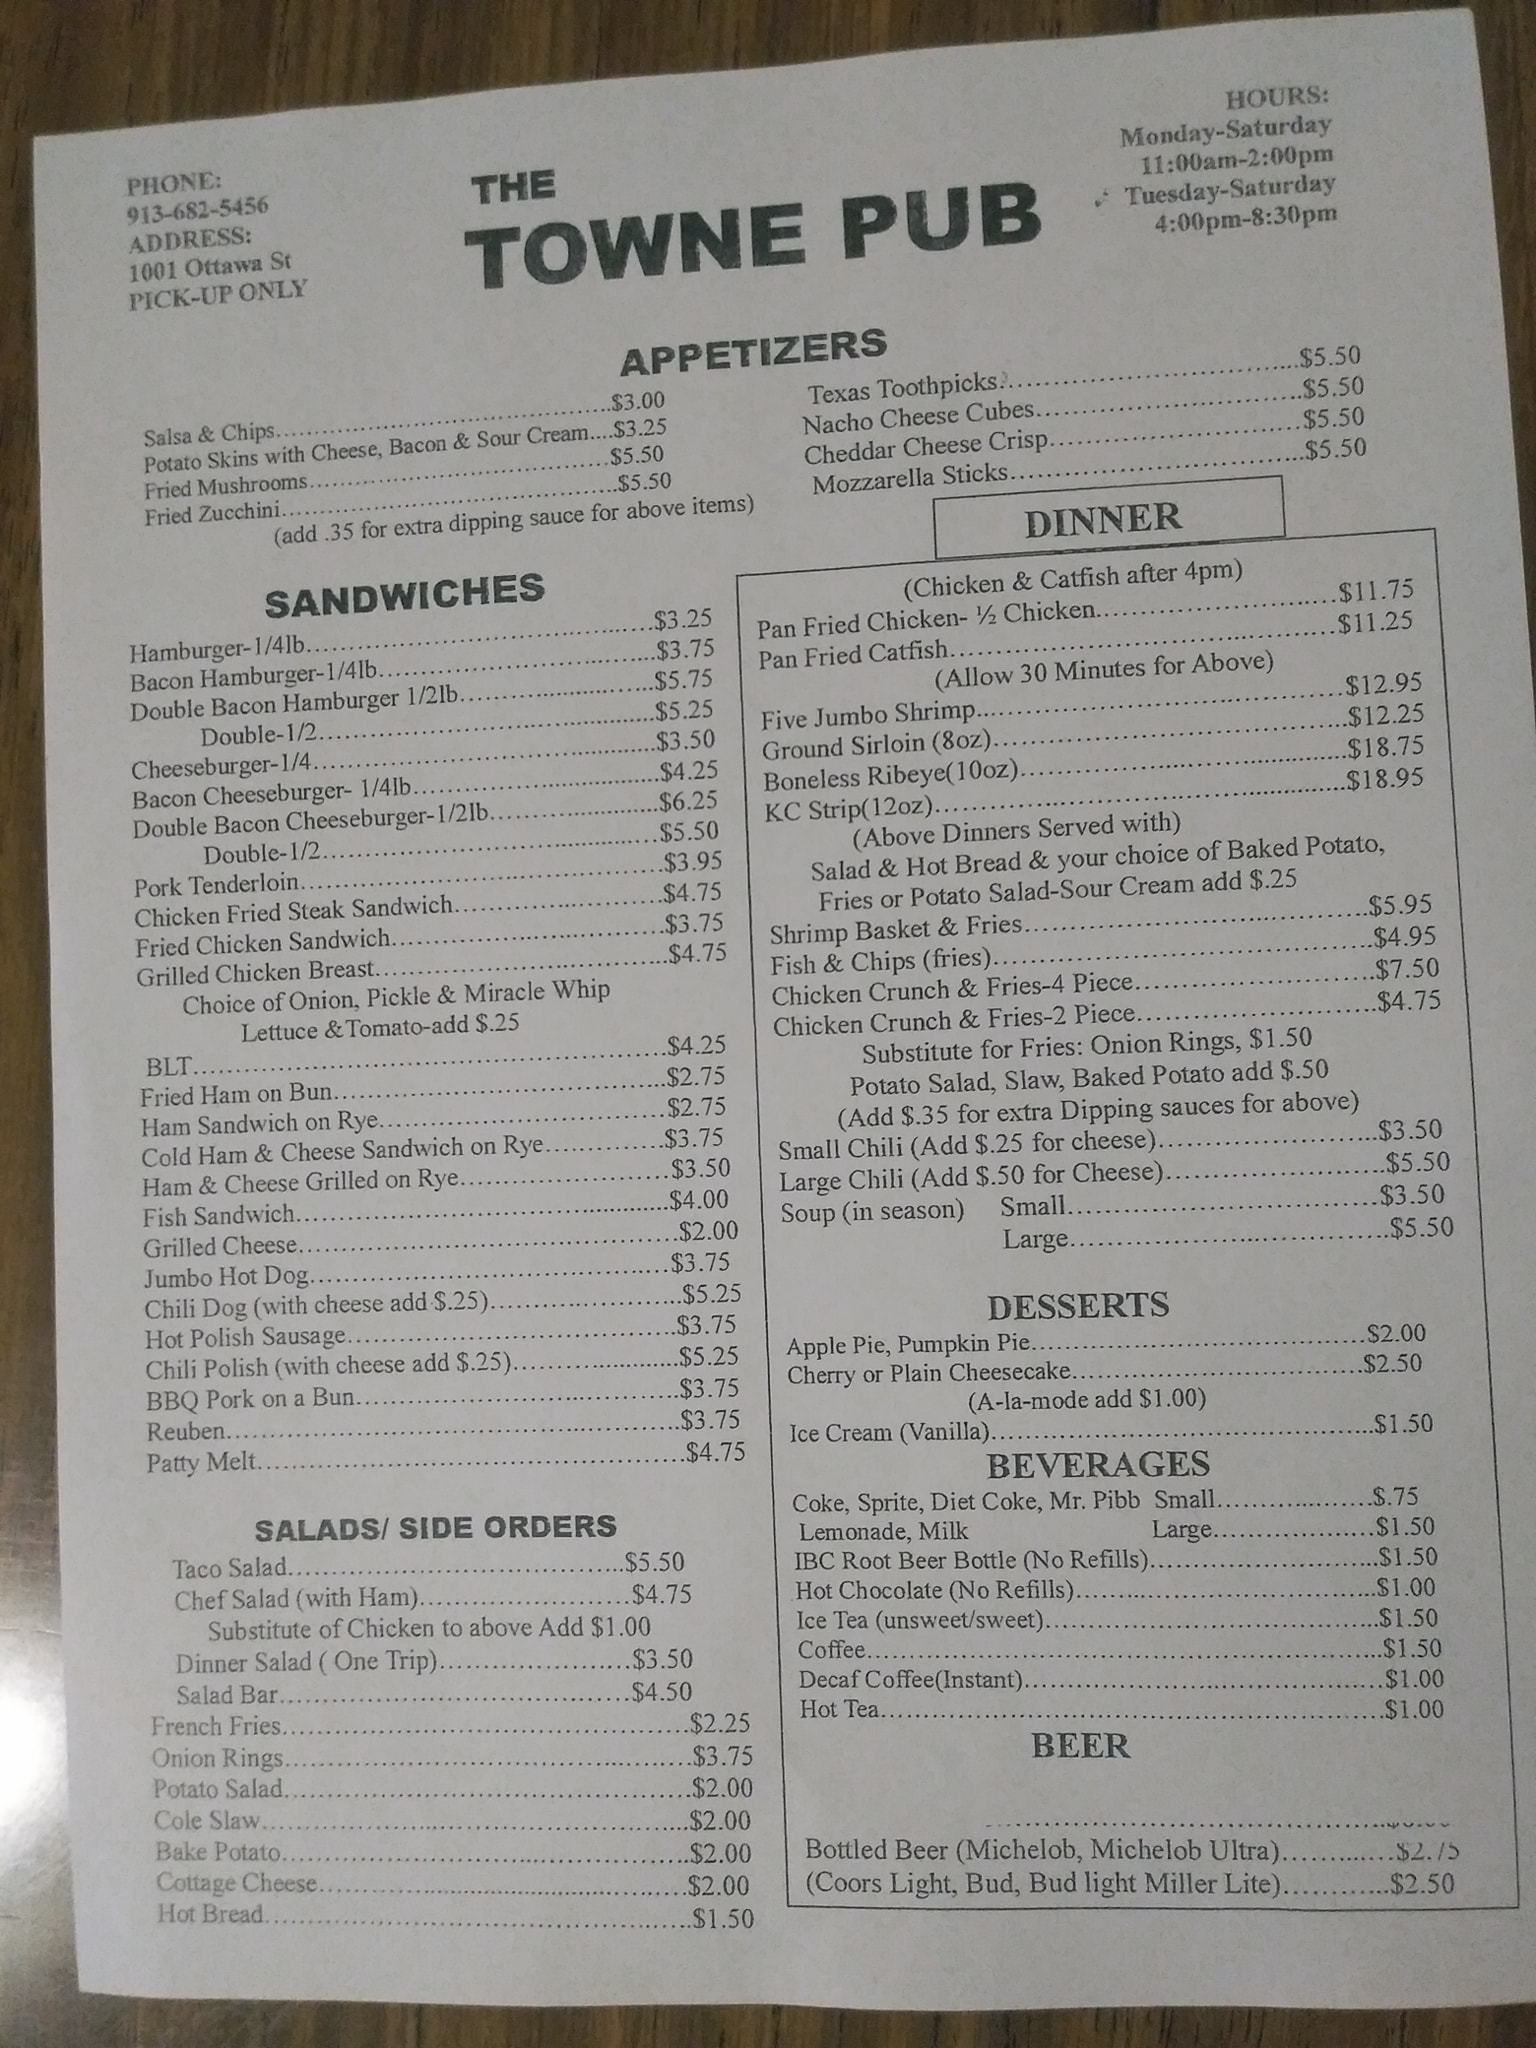 PHONE:
913-682-5456
ADDRESS:
1001 Ottawa St
PICK-UP ONLY
THE
TOWNE PUB
HOURS:
Monday-Saturday
11:00am-2:00pm
Tuesday-Saturday
4:00pm-8:30pm
APPETIZERS
Salsa & Chips..............................................$3.00
Potato Skins with Cheese, Bacon & Sour Cream....$3.25
Fried Mushrooms.........................................$5.50
Fried Zucchini..............................................$5.50
(add .35 for extra dipping sauce for above items)
Texas Toothpicks.......................................$5.50
Nacho Cheese Cubes...................................$5.50
Cheddar Cheese Crisp.................................$5.50
Mozzarella Sticks.......................................$5.50
SANDWICHES
Hamburger-1/4lb..............................................$3.25
Bacon Hamburger-1/4lb.....................................$3.75
Double Bacon Hamburger 1/2lb..........................$5.75
Double-1/2..............................................$5.25
Cheeseburger-1/4.............................................$3.50
Bacon Cheeseburger- 1/4lb.................................$4.25
Double Bacon Cheeseburger-1/2lb.......................$6.25
Double-1/2..............................................$5.50
Pork Tenderloin................................................$3.95
Chicken Fried Steak Sandwich............................$4.75
Fried Chicken Sandwich....................................$3.75
Grilled Chicken Breast.......................................$4.75
Choice of Onion, Pickle & Miracle Whip
Lettuce &Tomato-add $.25
BLT................................................................$4.25
Fried Ham on Bun............................................$2.75
Ham Sandwich on Rye......................................$2.75
Cold Ham & Cheese Sandwich on Rye...............$3.75
Ham & Cheese Grilled on Rye...........................$3.50
Fish Sandwich.................................................$4.00
Grilled Cheese.................................................$2.00
Jumbo Hot Dog...............................................$3.75
Chili Dog (with cheese add $.25)......................$5.25
Hot Polish Sausage..........................................$3.75
Chili Polish (with cheese add $.25)...................$5.25
BBQ Pork on a Bun.........................................$3.75
Reuben..........................................................$3.75
Patty Melt......................................................$4.75
SALADS/ SIDE ORDERS
Taco Salad............................................$5.50
Chef Salad (with Ham)...........................$4.75
Substitute of Chicken to above Add $1.00
Dinner Salad ( One Trip).........................$3.50
Salad Bar..............................................$4.50
French Fries.....................................................$2.25
Onion Rings.....................................................$3.75
Potato Salad.....................................................$2.00
Cole Slaw........................................................$2.00
Bake Potato......................................................$2.00
Cottage Cheese.................................................$2.00
Hot Bread........................................................$1.50
DINNER
(Chicken & Catfish after 4pm)
Pan Fried Chicken- ½ Chicken..............................$11.75
Pan Fried Catfish.................................................$11.25
(Allow 30 Minutes for Above)
Five Jumbo Shrimp..............................................$12.95
Ground Sirloin (8oz)............................................$12.25
Boneless Ribeye(10oz).........................................$18.75
KC Strip(12oz)....................................................$18.95
(Above Dinners Served with)
Salad & Hot Bread & your choice of Baked Potato,
Fries or Potato Salad-Sour Cream add $.25
Shrimp Basket & Fries..........................................$5.95
Fish & Chips (fries)..............................................$4.95
Chicken Crunch & Fries-4 Piece.............................$7.50
Chicken Crunch & Fries-2 Piece.............................$4.75
Substitute for Fries: Onion Rings, $1.50
Potato Salad, Slaw, Baked Potato add $.50
(Add $.35 for extra Dipping sauces for above)
Small Chili (Add $.25 for cheese)...........................$3.50
Large Chili (Add $.50 for Cheese)..........................$5.50
Soup (in season) Small........................................$3.50
Large........................................$5.50
DESSERTS
Apple Pie, Pumpkin Pie........................................$2.00
Cherry or Plain Cheesecake...................................$2.50
(A-la-mode add $1.00)
Ice Cream (Vanilla)..............................................$1.50
BEVERAGES
Coke, Sprite, Diet Coke, Mr. Pibb Small....................$.75
Lemonade, Milk Large.....................$1.50
IBC Root Beer Bottle (No Refills)...........................$1.50
Hot Chocolate (No Refills)....................................$1.00
Ice Tea (unsweet/sweet)........................................$1.50
Coffee................................................................$1.50
Decaf Coffee(Instant)...........................................$1.00
Hot Tea..............................................................$1.00
BEER
Bottled Beer (Michelob, Michelob Ultra).............$2.75
(Coors Light, Bud, Bud light Miller Lite)............$2.50